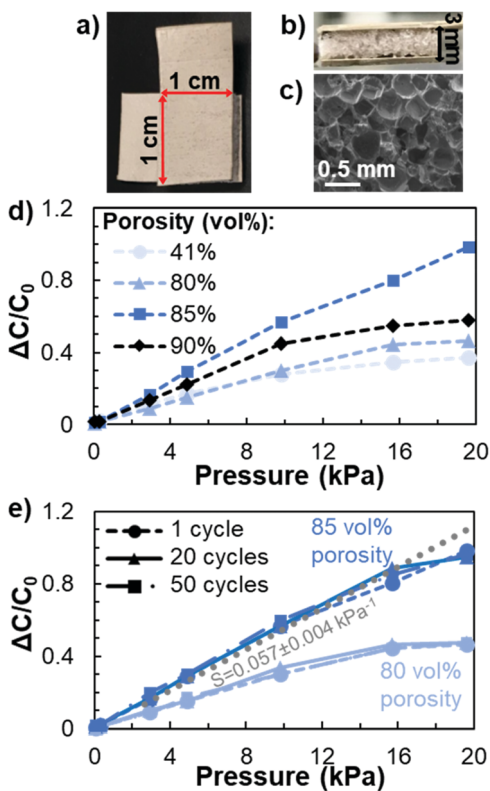 a)
1 cm
1 cm
b)
3 mm
c)
0.5 mm
d)
Porosity (vol%):
41%
80%
85%
90%
1.2
0.8
0.4
0
ΔC/C₀
0 4 8 12 16 20
Pressure (kPa)
e)
1 cycle
20 cycles
50 cycles
85 vol%
porosity
S=0.057±0.004 kPa⁻¹
80 vol%
porosity
1.2
0.8
0.4
0
ΔC/C₀
0 4 8 12 16 20
Pressure (kPa)